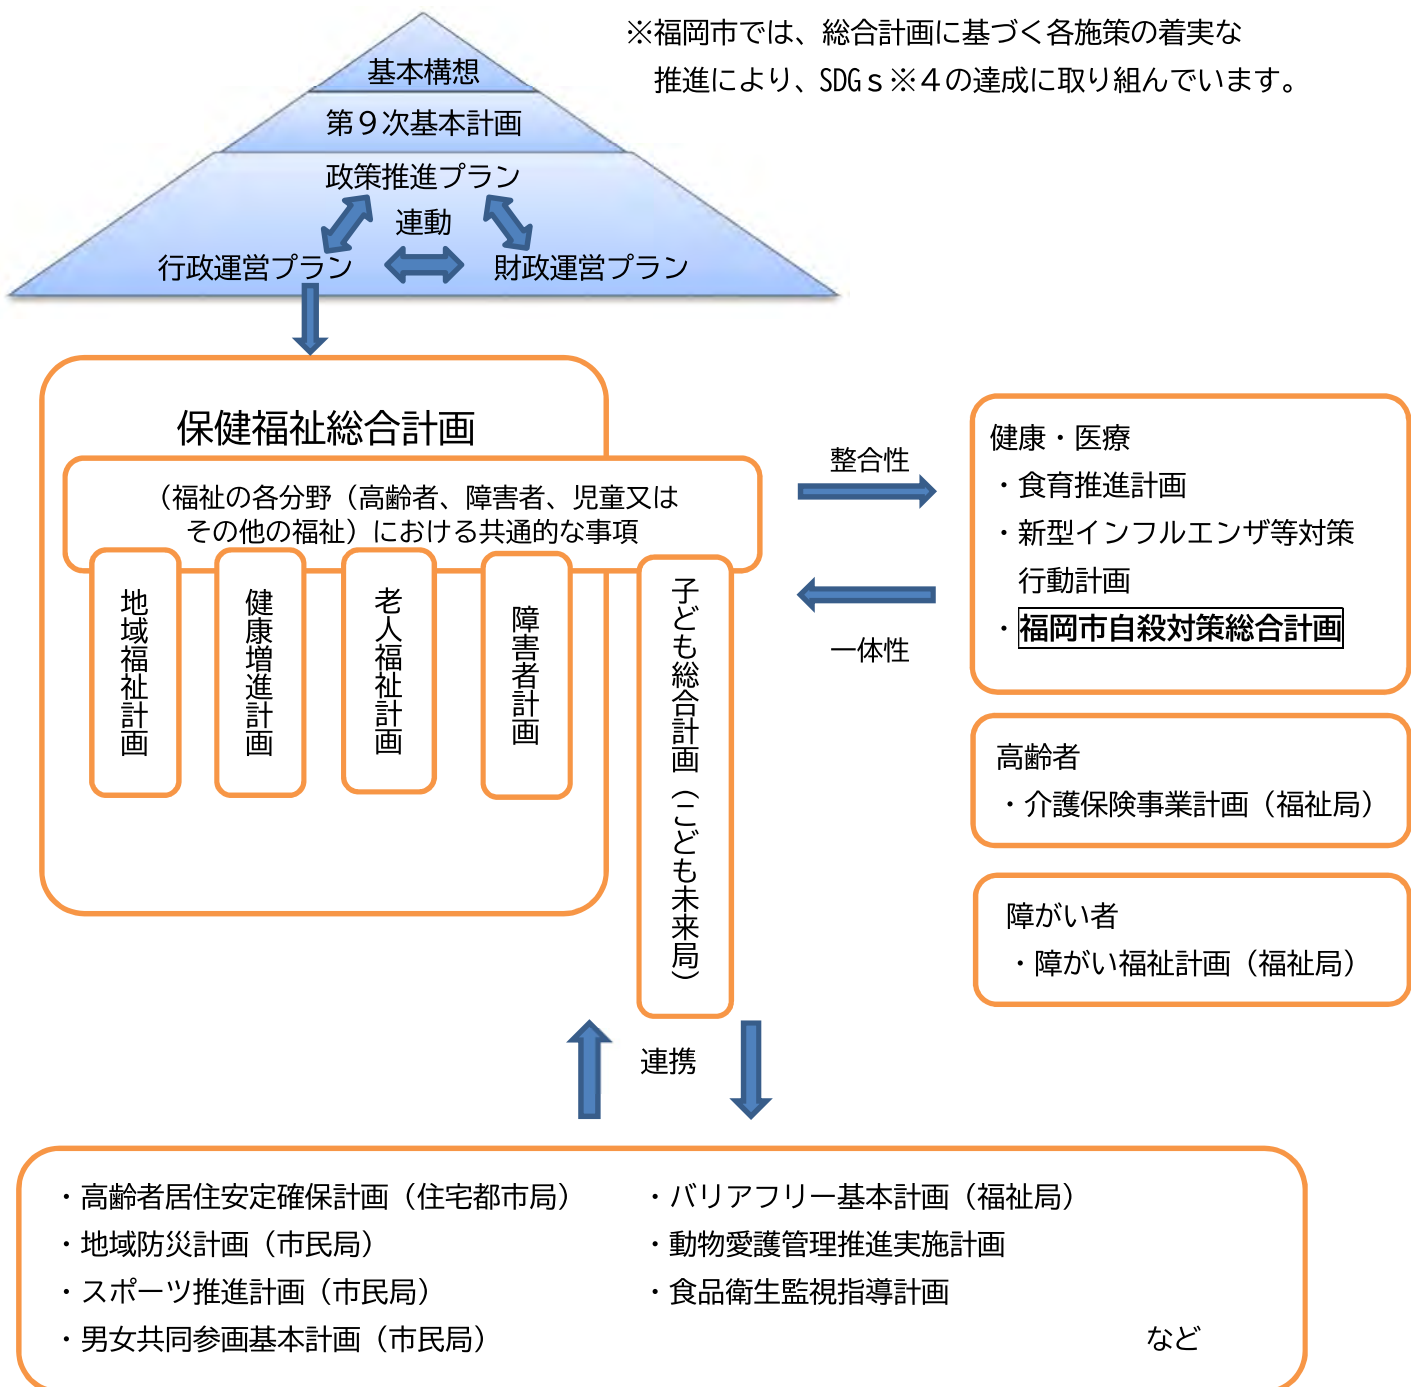 ※福岡市では、総合計画に基づく各施策の着実な
推進により、SDGｓ※４の達成に取り組んでいます。
基本構想
第９次基本計画
政策推進プラン
連動
行政運営プラン
財政運営プラン
保健福祉総合計画
（福祉の各分野（高齢者、障害者、児童又は
その他の福祉）における共通的な事項
地域福祉計画
健康増進計画
老人福祉計画
障害者計画
子ども総合計画（こども未来局）
整合性
一体性
健康・医療
・食育推進計画
・新型インフルエンザ等対策
行動計画
・福岡市自殺対策総合計画
高齢者
・介護保険事業計画（福祉局）
障がい者
・障がい福祉計画（福祉局）
連携
・高齢者居住安定確保計画（住宅都市局）
・地域防災計画（市民局）
・スポーツ推進計画（市民局）
・男女共同参画基本計画（市民局）
・バリアフリー基本計画（福祉局）
・動物愛護管理推進実施計画
・食品衛生監視指導計画
など